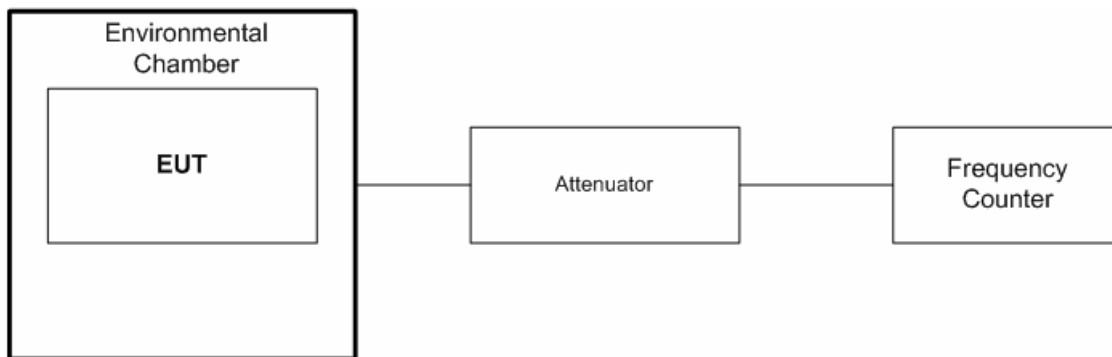 Environmental
Chamber
EUT
Attenuator
Frequency
Counter